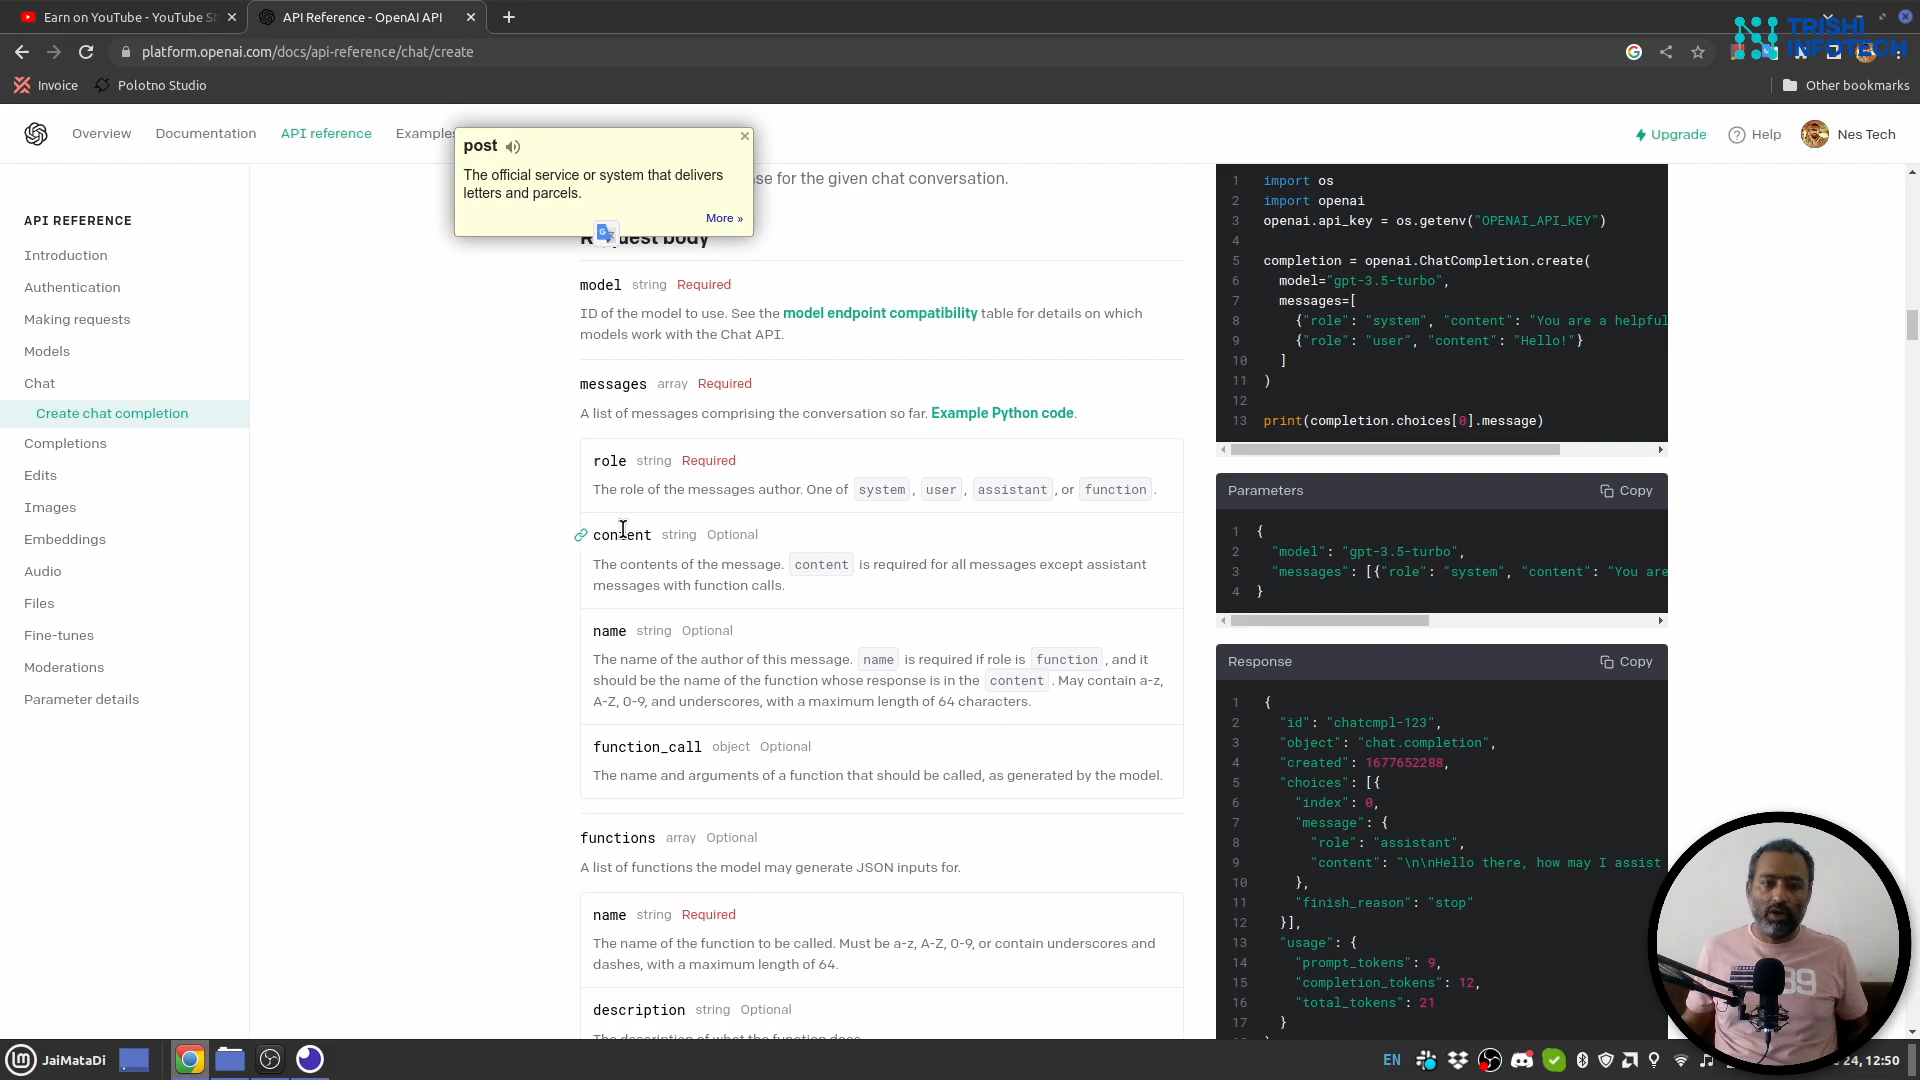 Earn on YouTube - YouTube St
API Reference - OpenAI API
TRISHI
INFOTECH
platform.openai.com/docs/api-reference/chat/create
Invoice
Polotno Studio
Other bookmarks
Overview
Documentation
API reference
Examples
Upgrade
Help
Nes Tech
post
The official service or system that delivers
letters and parcels.
More »
se for the given chat conversation.
Request body
API REFERENCE
Introduction
Authentication
Making requests
Models
Chat
Create chat completion
Completions
Edits
Images
Embeddings
Audio
Files
Fine-tunes
Moderations
Parameter details
model string Required
ID of the model to use. See the model endpoint compatibility table for details on which
models work with the Chat API.
messages array Required
A list of messages comprising the conversation so far. Example Python code.
role string Required
The role of the messages author. One of system, user, assistant, or function.
content string Optional
The contents of the message. content is required for all messages except assistant
messages with function calls.
name string Optional
The name of the author of this message. name is required if role is function, and it
should be the name of the function whose response is in the content. May contain a-z,
A-Z, 0-9, and underscores, with a maximum length of 64 characters.
function_call object Optional
The name and arguments of a function that should be called, as generated by the model.
functions array Optional
A list of functions the model may generate JSON inputs for.
name string Required
The name of the function to be called. Must be a-z, A-Z, 0-9, or contain underscores and
dashes, with a maximum length of 64.
description string Optional
The description of what the function does.
1 import os
2 import openai
3 openai.api_key = os.getenv("OPENAI_API_KEY")
4
5 completion = openai.ChatCompletion.create(
6 model="gpt-3.5-turbo",
7 messages=[
8 {"role": "system", "content": "You are a helpful
9 {"role": "user", "content": "Hello!"}
10 ]
11 )
12
13 print(completion.choices[0].message)
Parameters
Copy
1 {
2 "model": "gpt-3.5-turbo",
3 "messages": [{"role": "system", "content": "You are
4 }
Response
Copy
1 {
2 "id": "chatcmpl-123",
3 "object": "chat.completion",
4 "created": 1677652288,
5 "choices": [{
6 "index": 0,
7 "message": {
8 "role": "assistant",
9 "content": "\n\nHello there, how may I assist
10 },
11 "finish_reason": "stop"
12 }],
13 "usage": {
14 "prompt_tokens": 9,
15 "completion_tokens": 12,
16 "total_tokens": 21
17 }
89
JaiMataDi
EN
24, 12:50